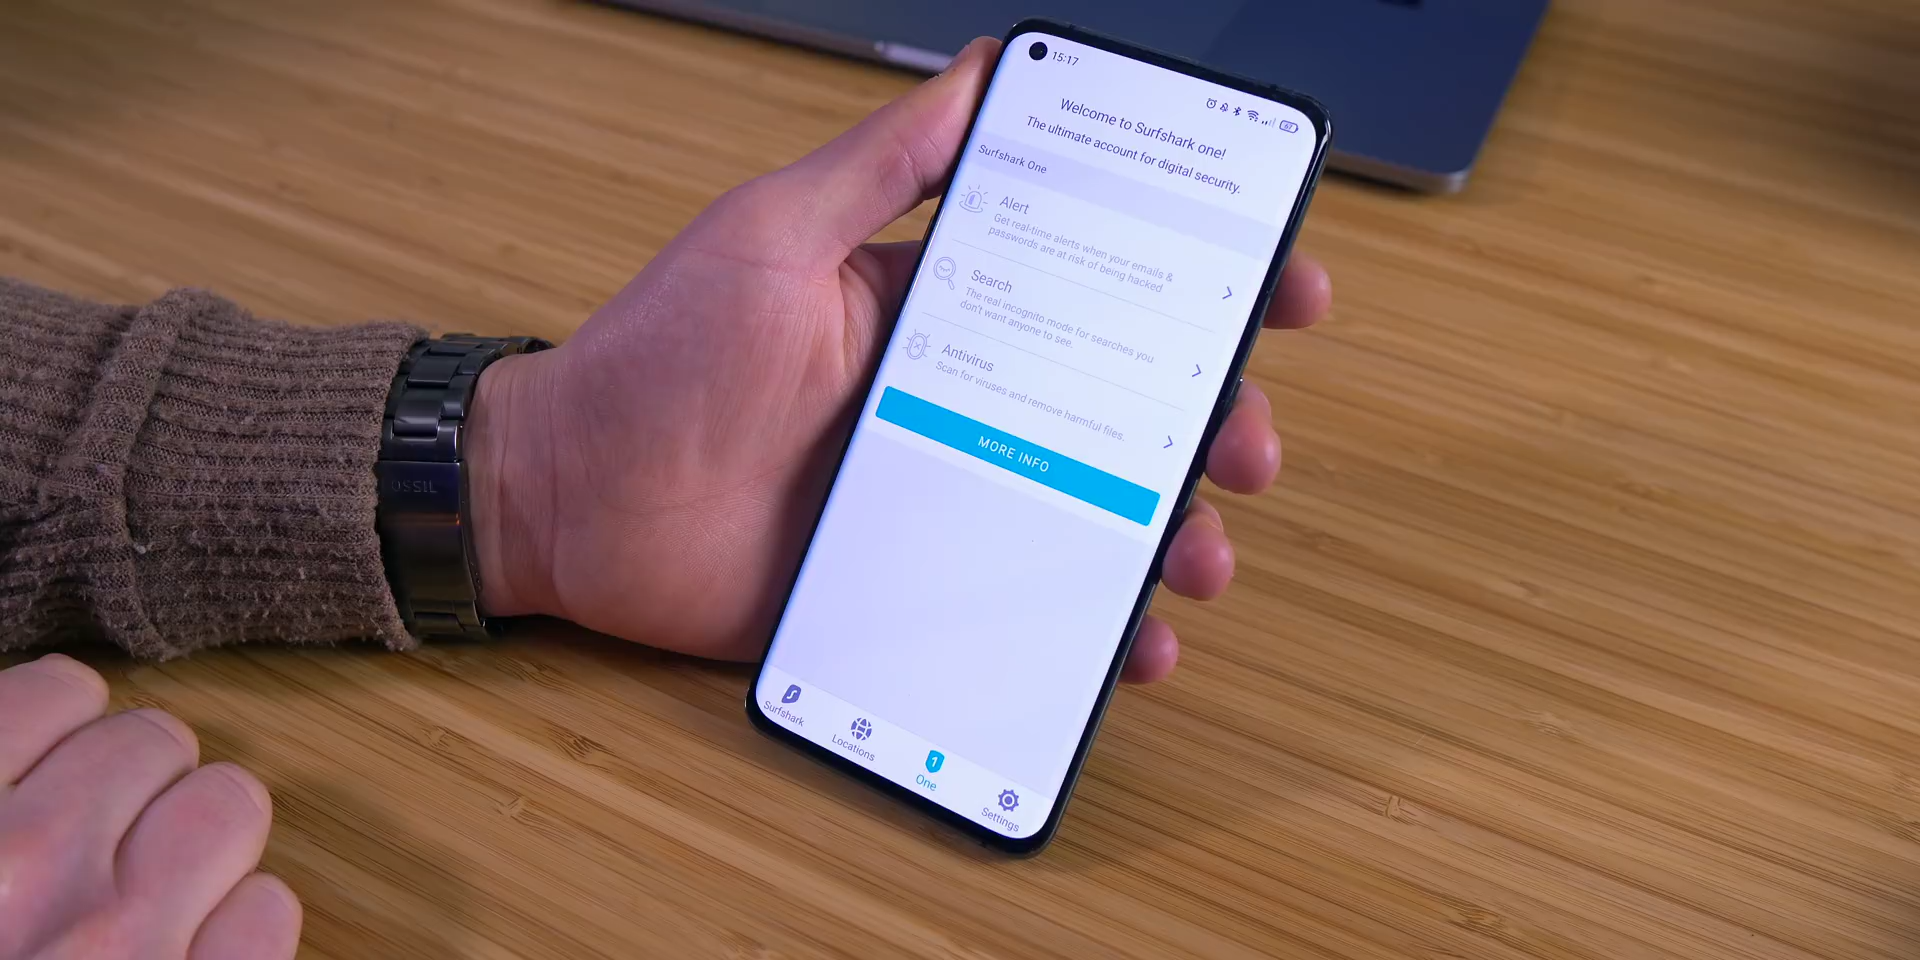 15:17
67
Welcome to Surfshark one!
The ultimate account for digital security.
Surfshark One
Alert
Get real-time alerts when your emails &
passwords are at risk of being hacked
Search
The real incognito mode for searches you
don't want anyone to see.
Antivirus
Scan for viruses and remove harmful files.
MORE INFO
Surfshark
Locations
1
One
Settings
OSSIL